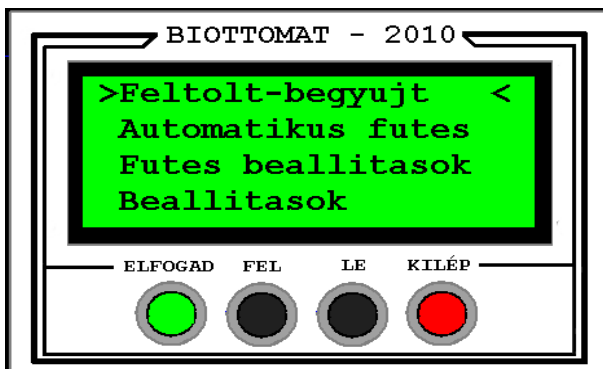 BIOTTOMAT - 2010
>Feltolt-begyujt <
Automatikus futes
Futes beallitasok
Beallitasok
ELFOGAD FEL LE KILÉP